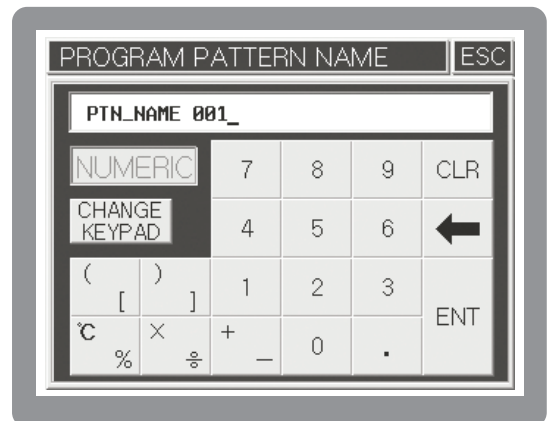 PROGRAM PATTERN NAME ESC
PTN_NAME 001_
NUMERIC 7 8 9 CLR
CHANGE
KEYPAD 4 5 6 ←
( [ ) ] 1 2 3
℃ % × ÷ + − 0 . ENT